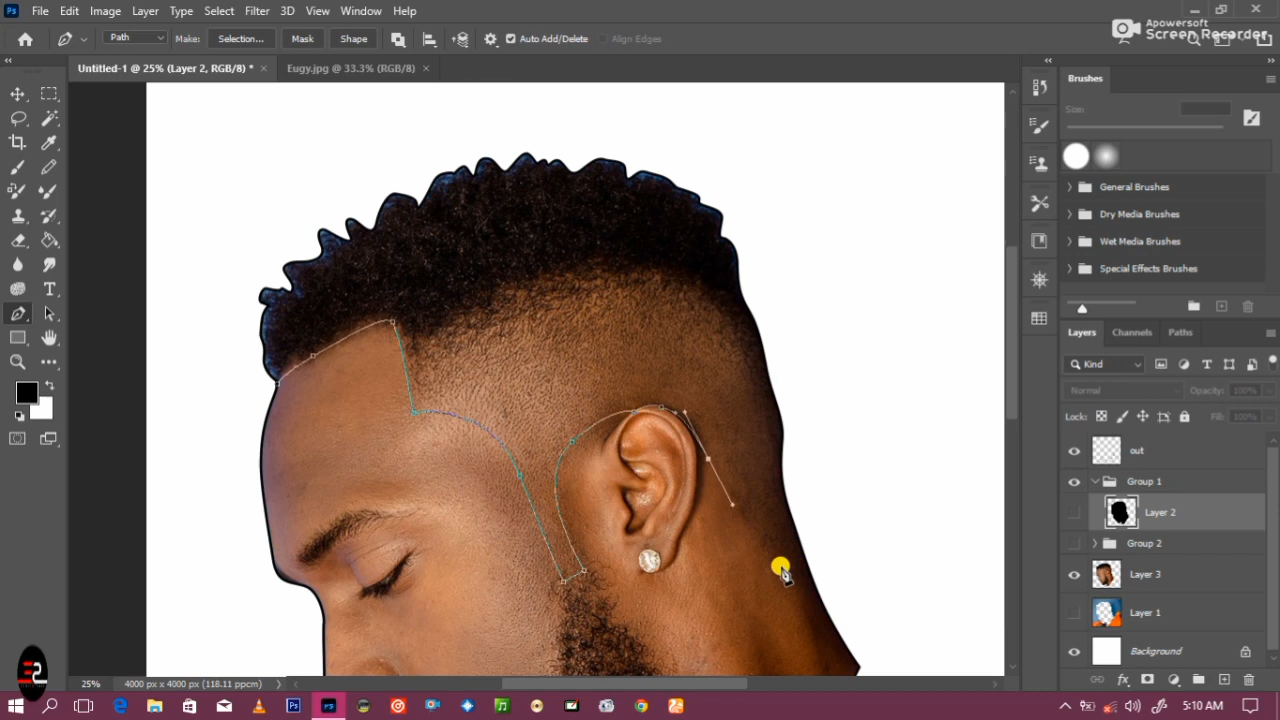 Ps File Edit Image Layer Type Select Filter 3D View Window Help
Apowersoft
Screen Recorder
Path Make: Selection... Mask Shape Auto Add/Delete Align Edges
Untitled-1 @ 25% (Layer 2, RGB/8) * × Eugy.jpg @ 33.3% (RGB/8) ×
Brushes
Size:
General Brushes
Dry Media Brushes
Wet Media Brushes
Special Effects Brushes
Layers Channels Paths
Kind
Normal Opacity: 100%
Lock: Fill: 100%
out
Group 1
Layer 2
Group 2
Layer 3
Layer 1
Background
25% 4000 px x 4000 px (118.11 ppcm)
5:10 AM